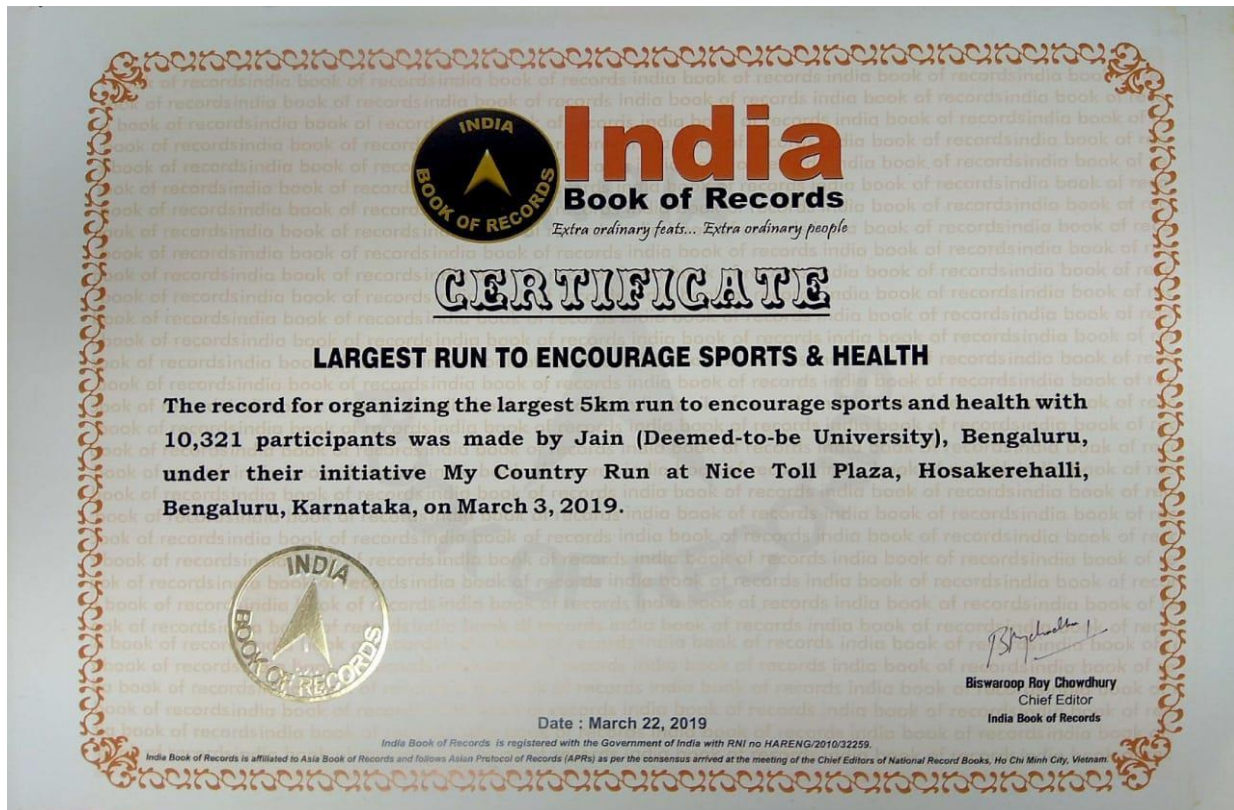 INDIA
BOOK OF RECORDS
India
Book of Records
Extra ordinary feats... Extra ordinary people
CERTIFICATE
LARGEST RUN TO ENCOURAGE SPORTS & HEALTH
The record for organizing the largest 5km run to encourage sports and health with
10,321 participants was made by Jain (Deemed-to-be University), Bengaluru,
under their initiative My Country Run at Nice Toll Plaza, Hosakerehalli,
Bengaluru, Karnataka, on March 3, 2019.
INDIA
BOOK OF RECORDS
Biswaroop Roy Chowdhury
Chief Editor
India Book of Records
Date : March 22, 2019
India Book of Records is registered with the Government of India with RNI no HARENG/2010/32259.
India Book of Records is affiliated to Asia Book of Records and follows Asian Protocol of Records (APRs) as per the consensus arrived at the meeting of the Chief Editors of National Record Books, Ho Chi Minh City, Vietnam.